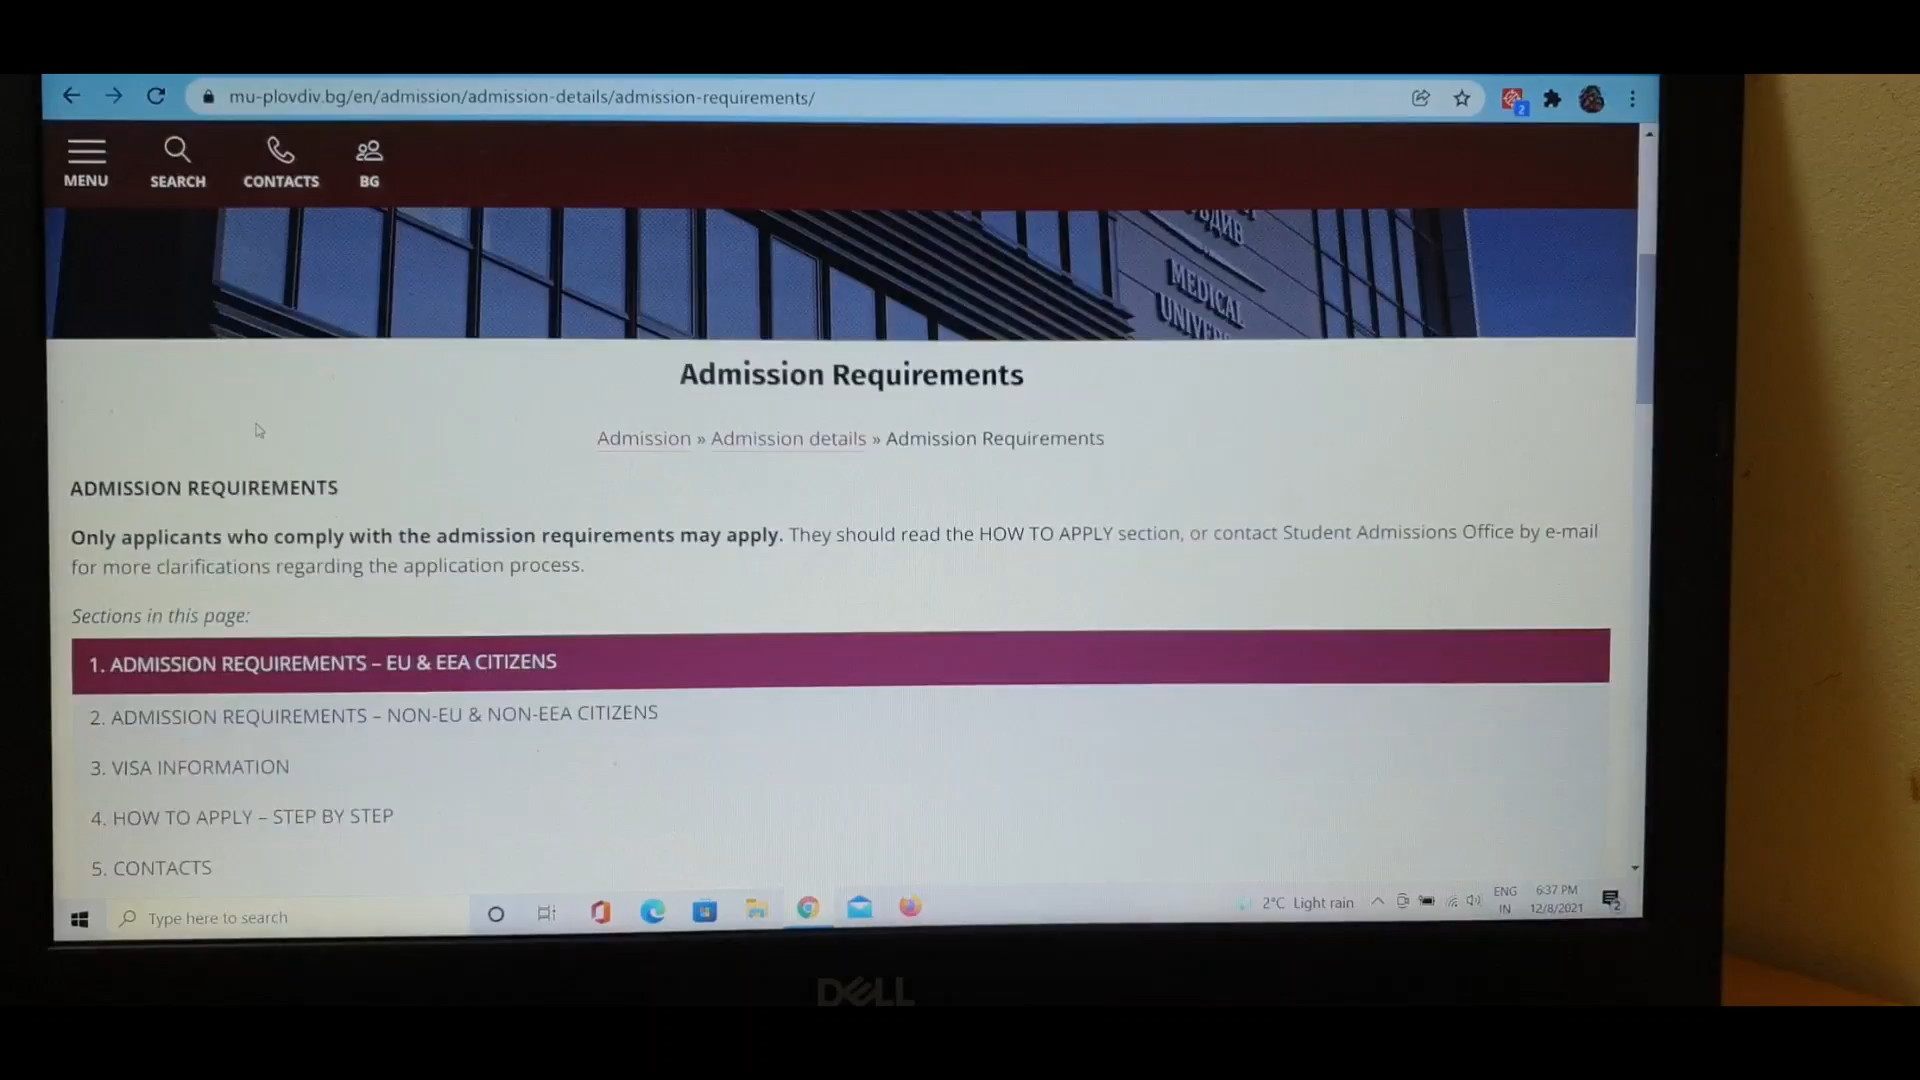 mu-plovdiv.bg/en/admission/admission-details/admission-requirements/
2
MENU
SEARCH
CONTACTS
BG
MEDICAL
Admission Requirements
Admission » Admission details » Admission Requirements
ADMISSION REQUIREMENTS
Only applicants who comply with the admission requirements may apply. They should read the HOW TO APPLY section, or contact Student Admissions Office by e-mail
for more clarifications regarding the application process.
Sections in this page:
1. ADMISSION REQUIREMENTS – EU & EEA CITIZENS
2. ADMISSION REQUIREMENTS – NON-EU & NON-EEA CITIZENS
3. VISA INFORMATION
4. HOW TO APPLY – STEP BY STEP
5. CONTACTS
Type here to search
2°C Light rain
ENG
IN
6:37 PM
12/8/2021
2
DELL